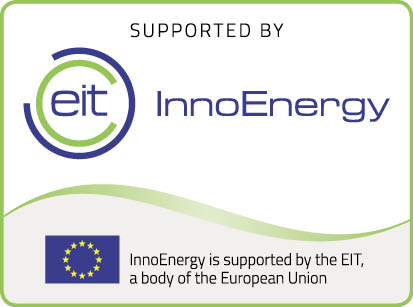 SUPPORTED BY
eit InnoEnergy
InnoEnergy is supported by the EIT,
a body of the European Union